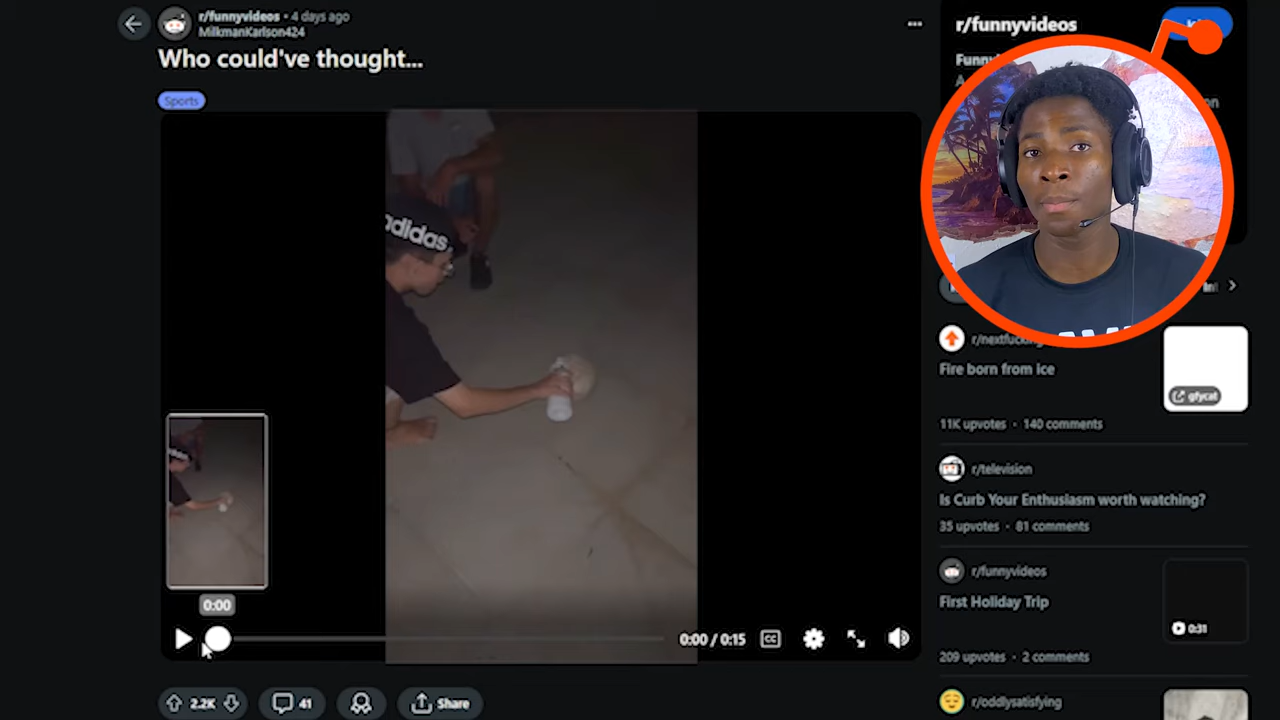 r/funnyvideos • 4 days ago
MilkmanKarlson424
Who could've thought...
Sports
adidas
0:00
0:00 / 0:15
CC
2.2K
41
Share
r/funnyvideos
Fire born from ice
gfycat
11K upvotes · 140 comments
r/television
Is Curb Your Enthusiasm worth watching?
35 upvotes · 81 comments
r/funnyvideos
First Holiday Trip
0:31
209 upvotes · 2 comments
r/oddlysatisfying